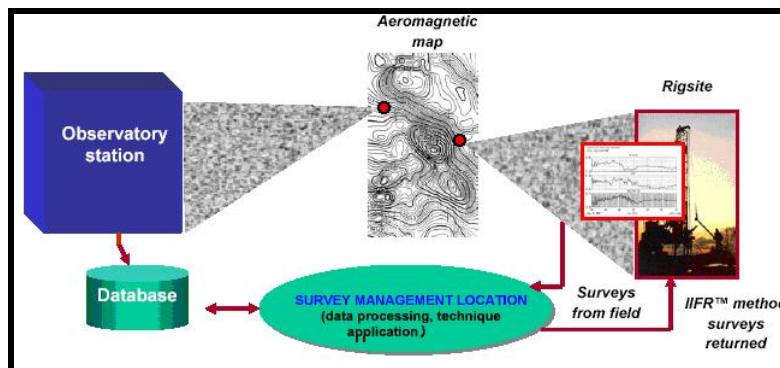 Aeromagnetic
map
Rigsite
Observatory
station
Database
SURVEY MANAGEMENT LOCATION
(data processing, technique
application)
Surveys
from field
IIFR™ method
surveys
returned